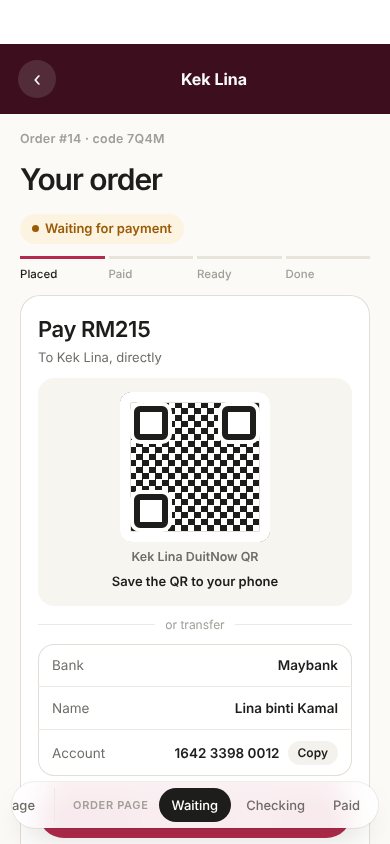 ‹
Kek Lina
Order #14 · code 7Q4M
Your order
Waiting for payment
Placed
Paid
Ready
Done
Pay RM215
To Kek Lina, directly
Kek Lina DuitNow QR
Save the QR to your phone
or transfer
Bank
Maybank
Name
Lina binti Kamal
Account
1642 3398 0012
Copy
age
ORDER PAGE
Waiting
Checking
Paid